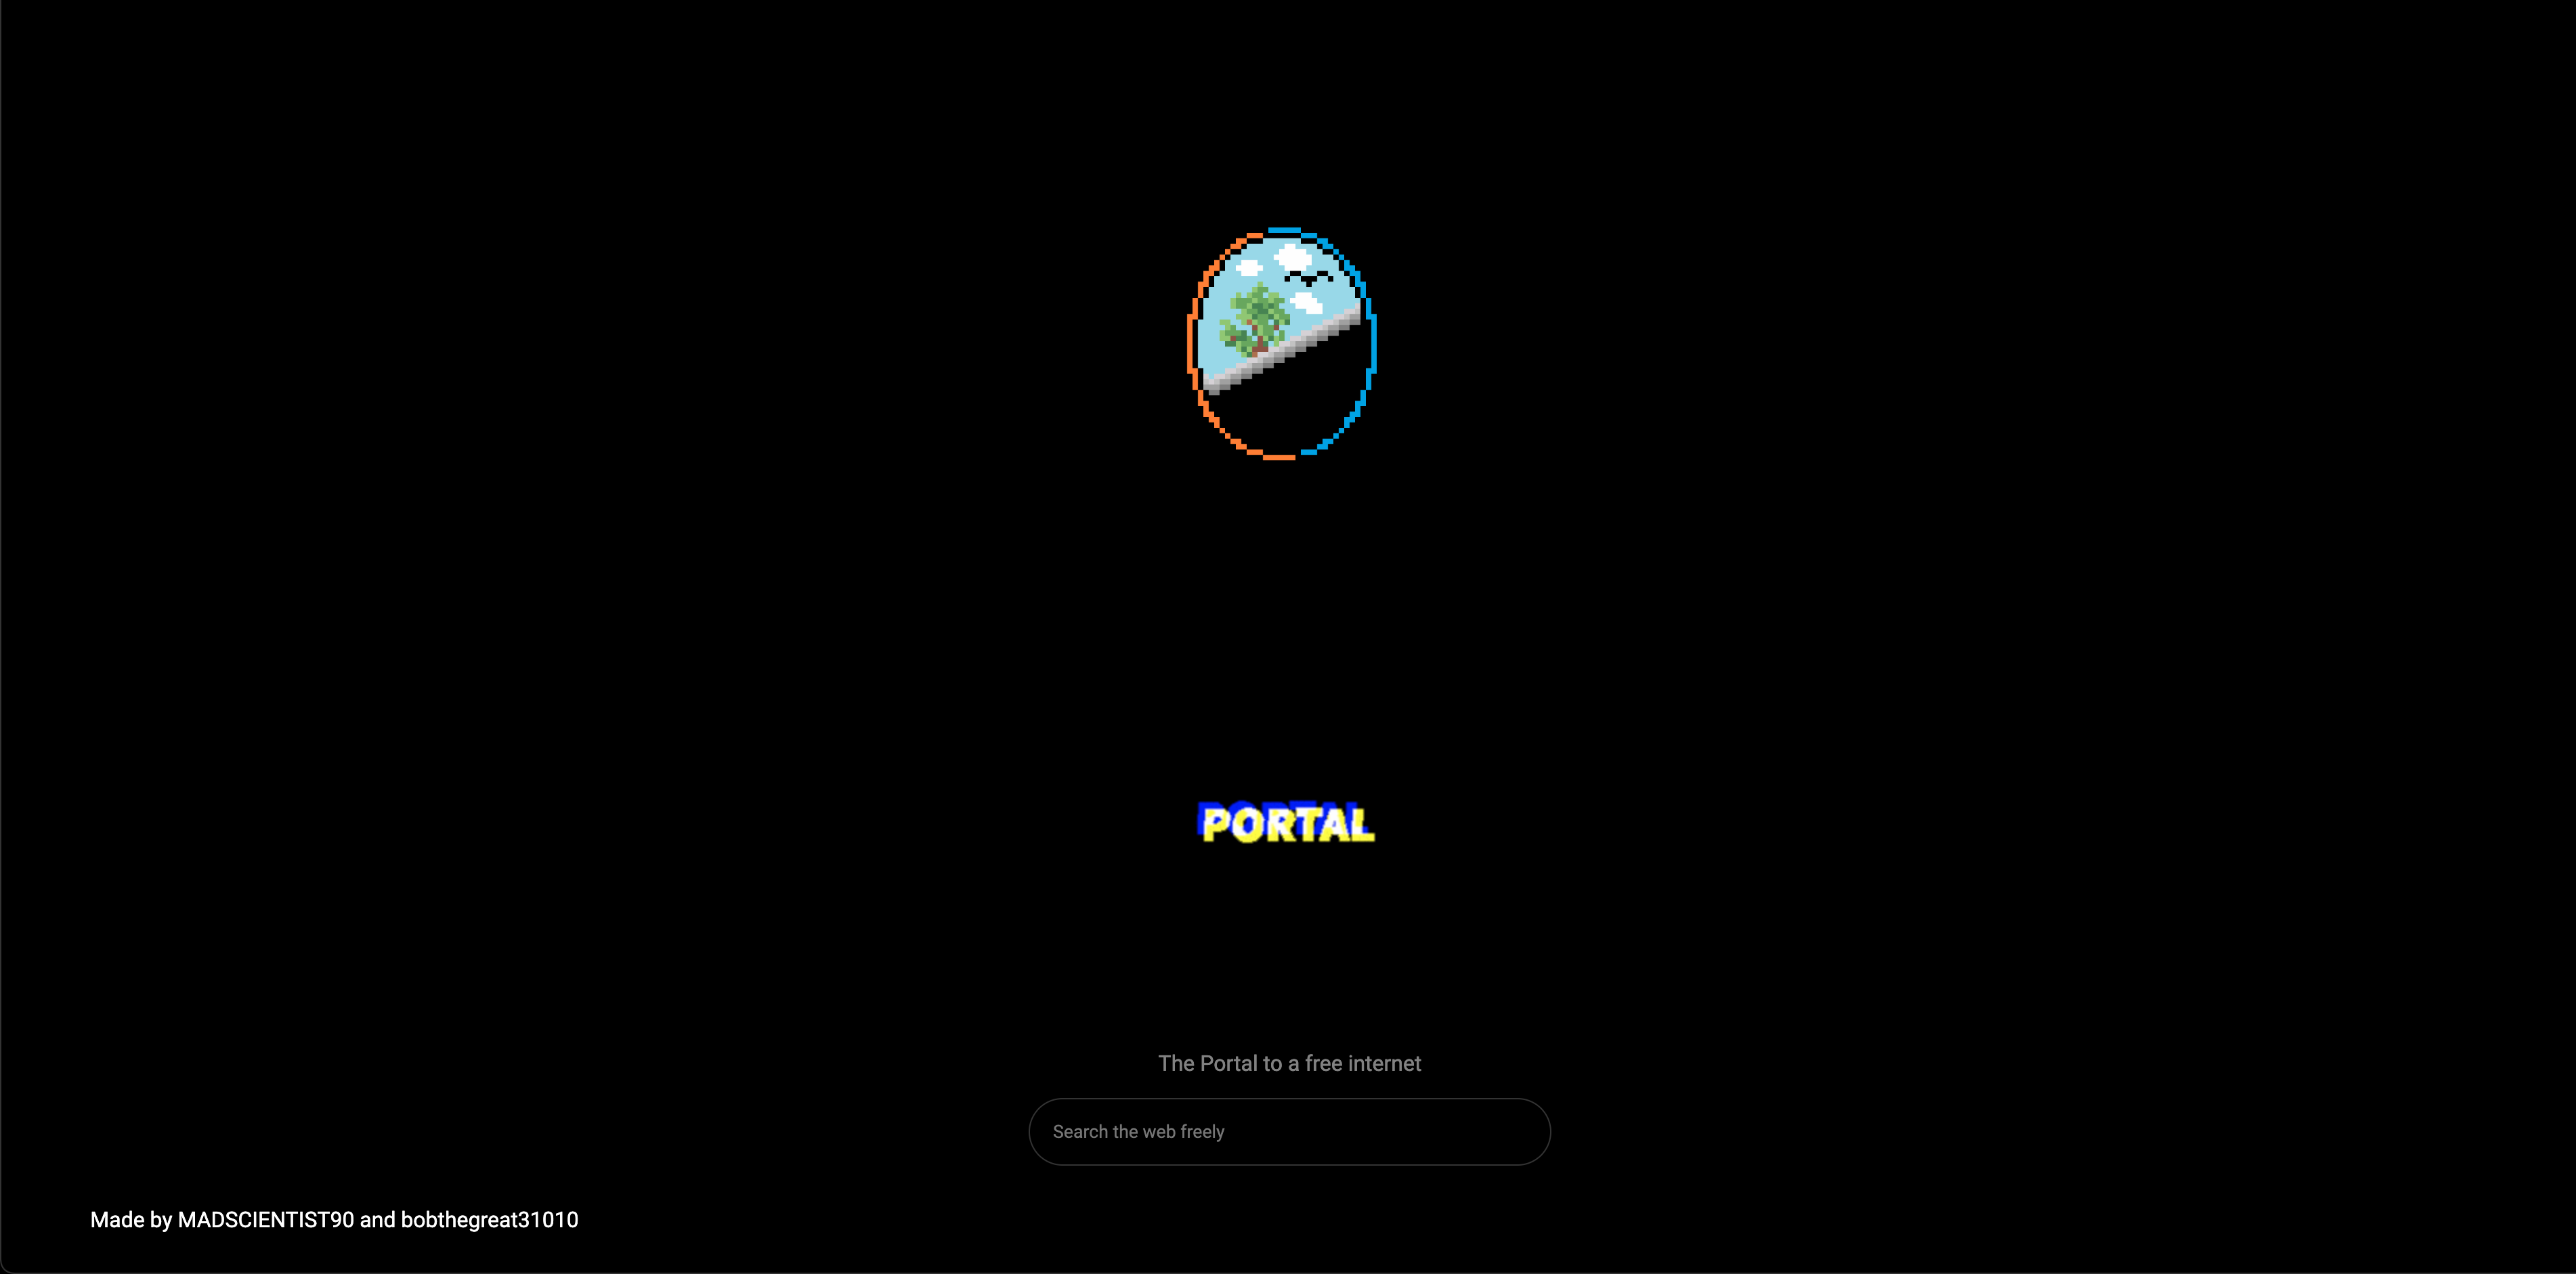 PORTAL
The Portal to a free internet
Search the web freely
Made by MADSCIENTIST90 and bobthegreat31010